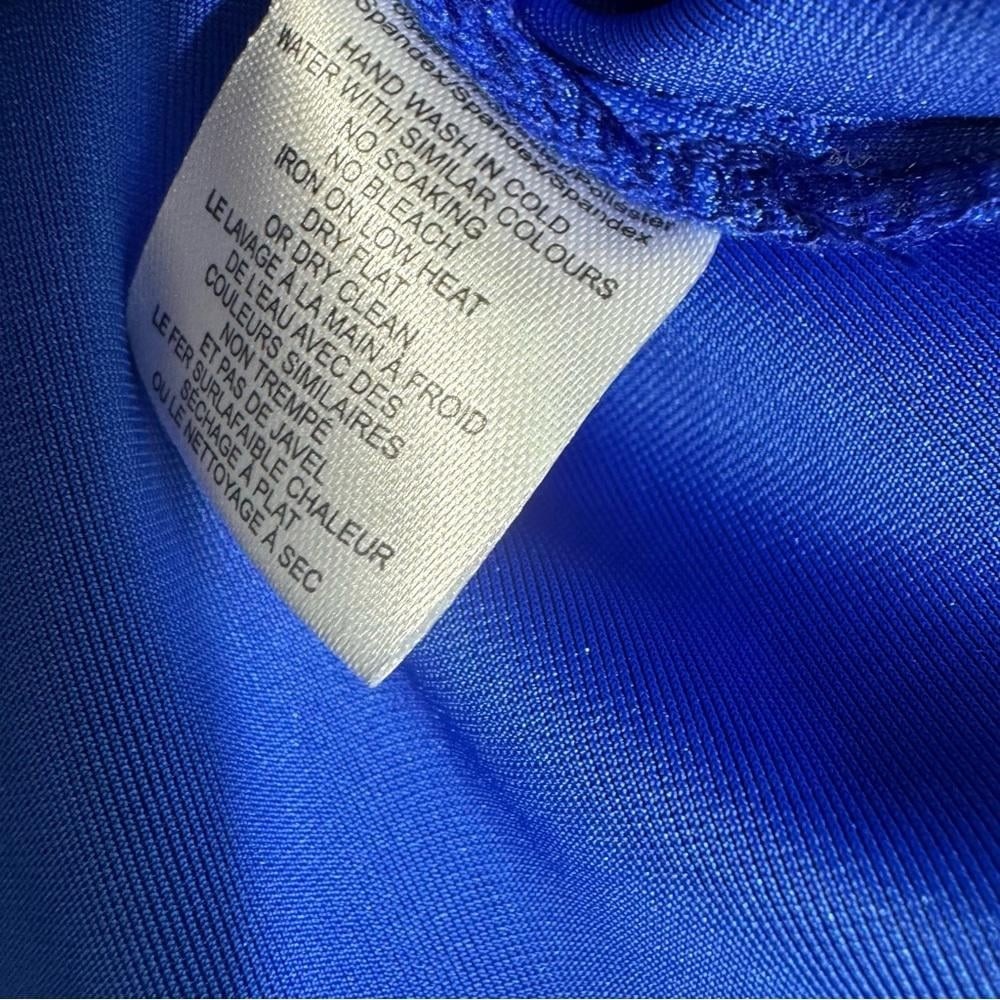 Polyester
Spandex/Spandex/Spandex
HAND WASH IN COLD
WATER WITH SIMILAR COLOURS
NO SOAKING
NO BLEACH
IRON ON LOW HEAT
DRY FLAT
OR DRY CLEAN
LE LAVAGE À LA MAIN À FROID
DE L'EAU AVEC DES
COULEURS SIMILAIRES
NON TREMPÉ
ET PAS DE JAVEL
LE FER SURLAFAIBLE CHALEUR
SÉCHAGE À PLAT
OU LE NETTOYAGE À SEC